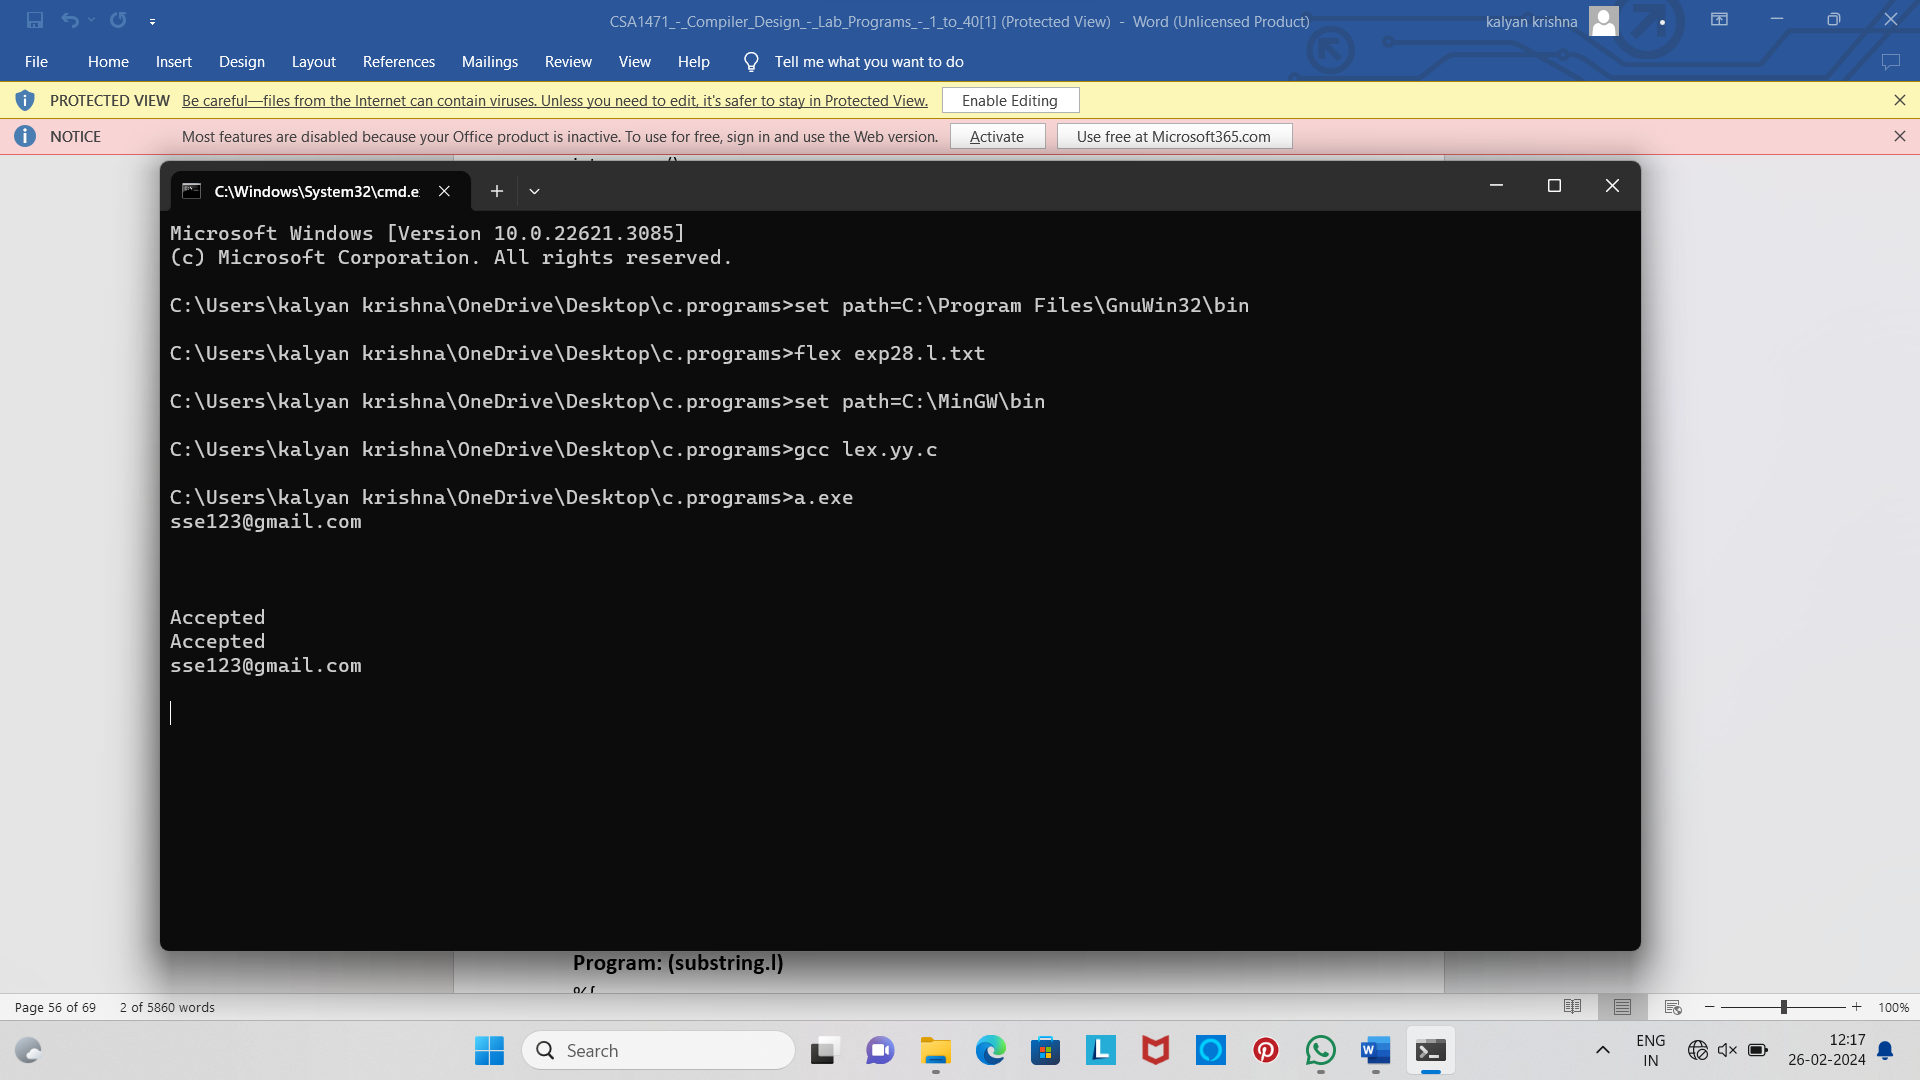 CSA1471_-_Compiler_Design_-_Lab_Programs_-_1_to_40[1] (Protected View) - Word (Unlicensed Product)
kalyan krishna
File Home Insert Design Layout References Mailings Review View Help Tell me what you want to do
PROTECTED VIEW Be careful—files from the Internet can contain viruses. Unless you need to edit, it's safer to stay in Protected View. Enable Editing
NOTICE Most features are disabled because your Office product is inactive. To use for free, sign in and use the Web version. Activate Use free at Microsoft365.com
C:\Windows\System32\cmd.e
Microsoft Windows [Version 10.0.22621.3085]
(c) Microsoft Corporation. All rights reserved.
C:\Users\kalyan krishna\OneDrive\Desktop\c.programs>set path=C:\Program Files\GnuWin32\bin
C:\Users\kalyan krishna\OneDrive\Desktop\c.programs>flex exp28.l.txt
C:\Users\kalyan krishna\OneDrive\Desktop\c.programs>set path=C:\MinGW\bin
C:\Users\kalyan krishna\OneDrive\Desktop\c.programs>gcc lex.yy.c
C:\Users\kalyan krishna\OneDrive\Desktop\c.programs>a.exe
sse123@gmail.com
Accepted
Accepted
sse123@gmail.com
Program: (substring.l)
%{
Page 56 of 69 2 of 5860 words 100%
Search
ENG
IN
12:17
26-02-2024